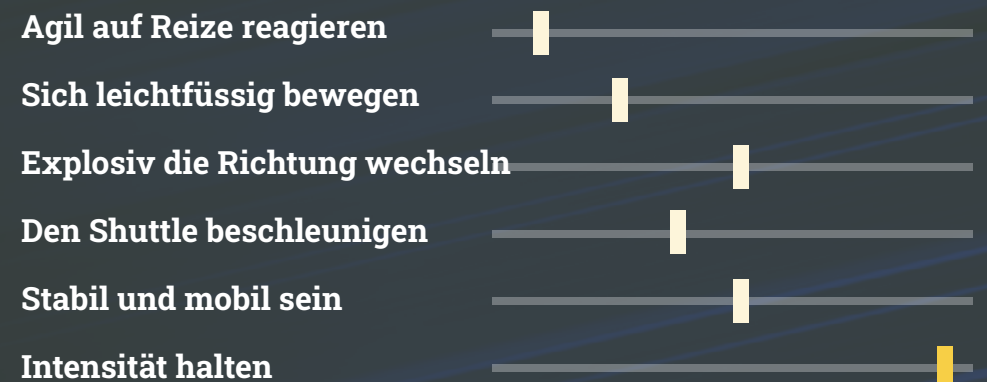 Agil auf Reize reagieren
Sich leichtfüssig bewegen
Explosiv die Richtung wechseln
Den Shuttle beschleunigen
Stabil und mobil sein
Intensität halten